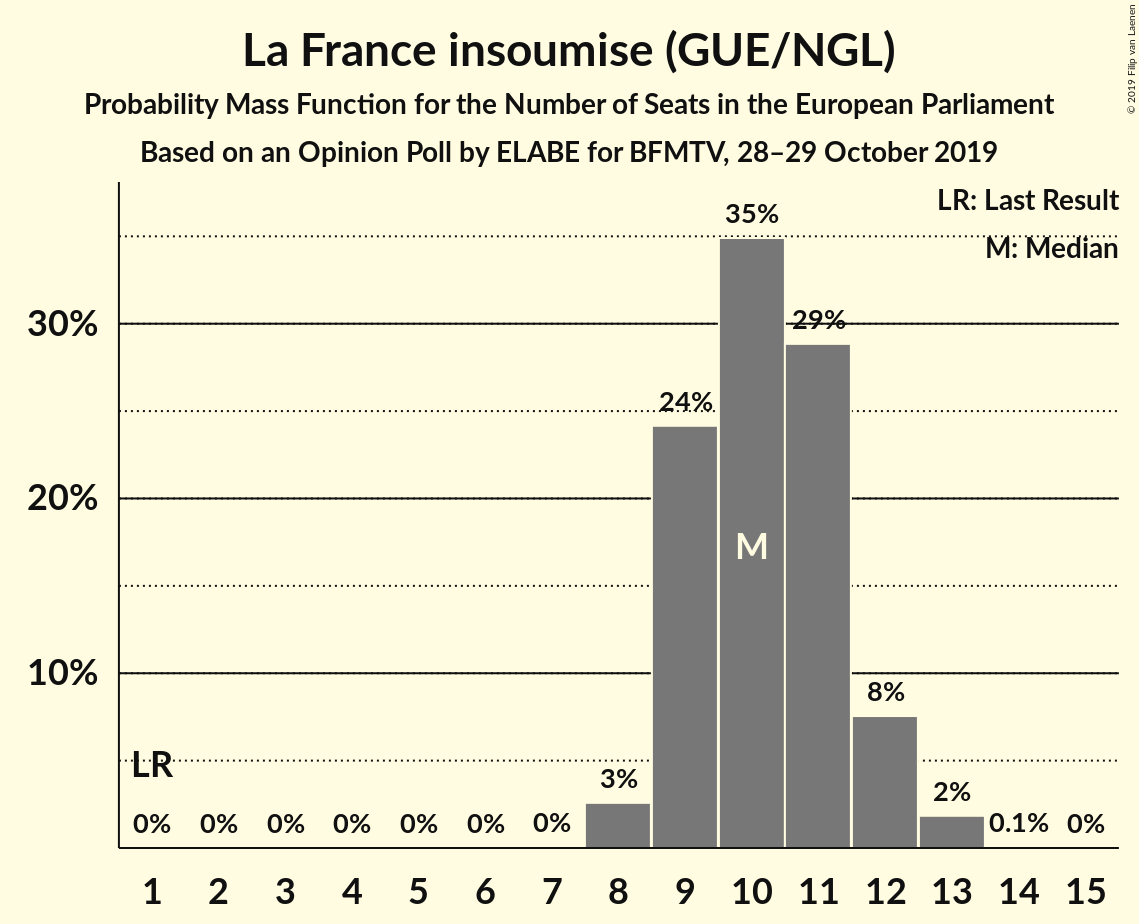 La France insoumise (GUE/NGL)
Probability Mass Function for the Number of Seats in the European Parliament
Based on an Opinion Poll by ELABE for BFMTV, 28–29 October 2019
© 2019 Filip van Laenen
LR: Last Result
M: Median
35%
30%
29%
24%
20%
M
10%
8%
LR
3%
2%
0% 0% 0% 0% 0% 0% 0% 0.1% 0%
1 2 3 4 5 6 7 8 9 10 11 12 13 14 15